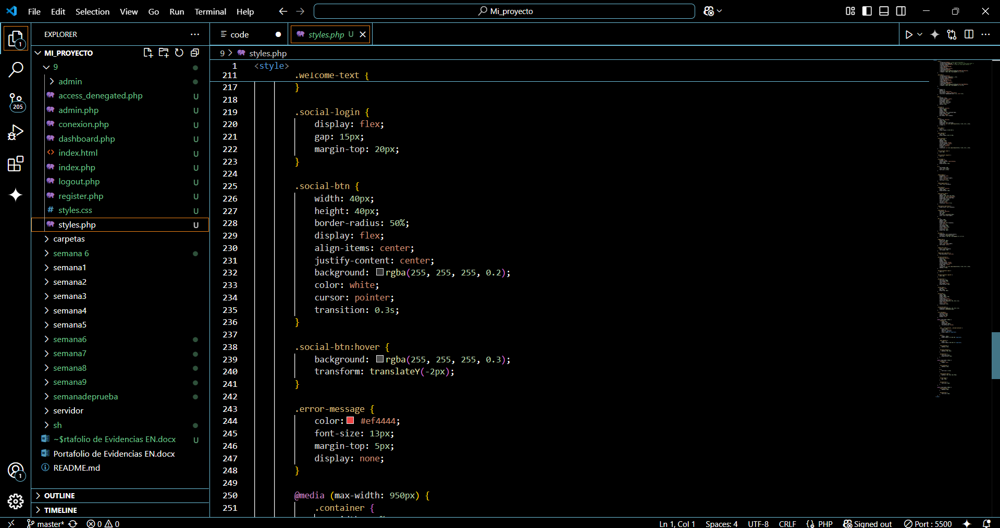 File Edit Selection View Go Run Terminal Help
Mi_proyecto
EXPLORER
MI_PROYECTO
9
admin
access_denegated.php U
admin.php U
conexion.php U
dashboard.php U
index.html U
index.php U
logout.php U
register.php U
styles.css U
styles.php U
carpetas
semana 6
semana1
semana2
semana3
semana4
semana5
semana6
semana7
semana8
semana9
semanadeprueba
servidor
sh
~$rtafolio de Evidencias EN.docx U
Portafolio de Evidencias EN.docx
README.md
OUTLINE
TIMELINE
1
205
1
code
styles.php U
9 > styles.php
1 <style>
211 .welcome-text {
217 }
218
219 .social-login {
220 display: flex;
221 gap: 15px;
222 margin-top: 20px;
223 }
224
225 .social-btn {
226 width: 40px;
227 height: 40px;
228 border-radius: 50%;
229 display: flex;
230 align-items: center;
231 justify-content: center;
232 background: rgba(255, 255, 255, 0.2);
233 color: white;
234 cursor: pointer;
235 transition: 0.3s;
236 }
237
238 .social-btn:hover {
239 background: rgba(255, 255, 255, 0.3);
240 transform: translateY(-2px);
241 }
242
243 .error-message {
244 color: #ef4444;
245 font-size: 13px;
246 margin-top: 5px;
247 display: none;
248 }
249
250 @media (max-width: 950px) {
251 .container {
master* 0 0
Ln 1, Col 1 Spaces: 4 UTF-8 CRLF {} PHP Signed out Port : 5500